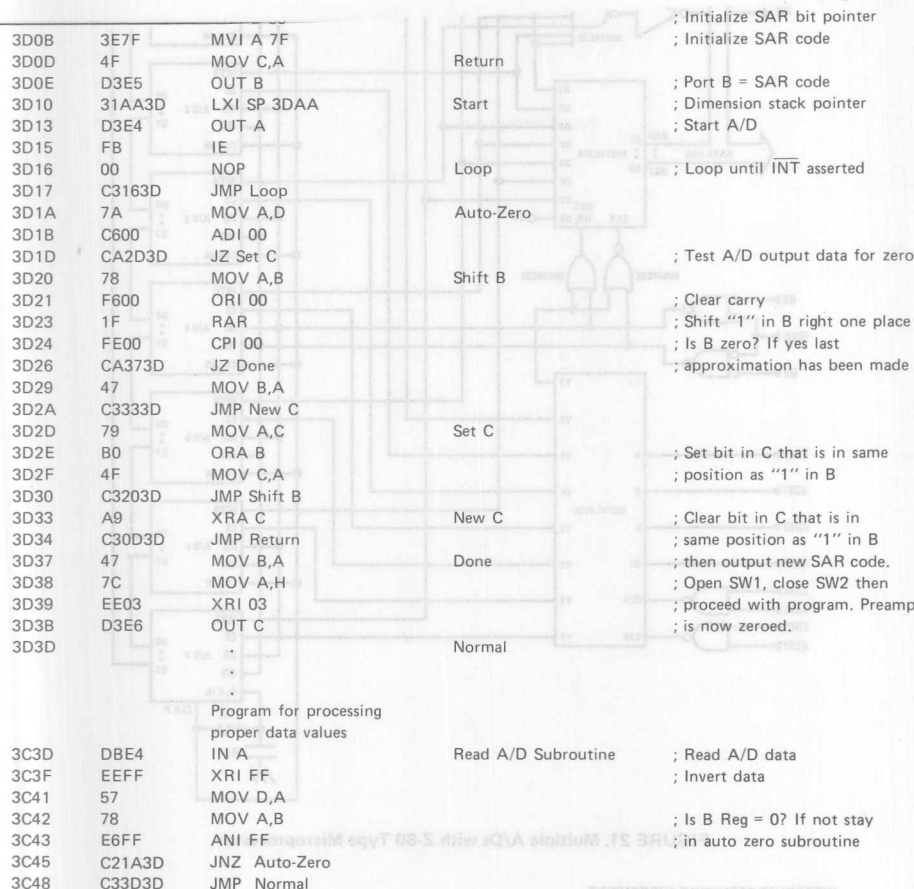 ; Initialize SAR bit pointer
3D0B 3E7F MVI A 7F ; Initialize SAR code
3D0D 4F MOV C,A Return
3D0E D3E5 OUT B ; Port B = SAR code
3D10 31AA3D LXI SP 3DAA Start ; Dimension stack pointer
3D13 D3E4 OUT A ; Start A/D
3D15 FB IE
3D16 00 NOP Loop ; Loop until INT asserted
3D17 C3163D JMP Loop
3D1A 7A MOV A,D Auto-Zero
3D1B C600 ADI 00
3D1D CA2D3D JZ Set C ; Test A/D output data for zero
3D20 78 MOV A,B Shift B
3D21 F600 ORI 00 ; Clear carry
3D23 1F RAR ; Shift "1" in B right one place
3D24 FE00 CPI 00 ; Is B zero? If yes last
3D26 CA373D JZ Done ; approximation has been made
3D29 47 MOV B,A
3D2A C3333D JMP New C
3D2D 79 MOV A,C Set C
3D2E B0 ORA B ; Set bit in C that is in same
3D2F 4F MOV C,A ; position as "1" in B
3D30 C3203D JMP Shift B
3D33 A9 XRA C New C ; Clear bit in C that is in
3D34 C30D3D JMP Return ; same position as "1" in B
3D37 47 MOV B,A Done ; then output new SAR code.
3D38 7C MOV A,H ; Open SW1, close SW2 then
3D39 EE03 XRI 03 ; proceed with program. Preamp
3D3B D3E6 OUT C ; is now zeroed.
3D3D . Normal
.
.
Program for processing
proper data values
3C3D DBE4 IN A Read A/D Subroutine ; Read A/D data
3C3F EEFF XRI FF ; Invert data
3C41 57 MOV D,A
3C42 78 MOV A,B ; Is B Reg = 0? If not stay
3C43 E6FF ANI FF ; in auto zero subroutine
3C45 C21A3D JNZ Auto-Zero
3C48 C33D3D JMP Normal